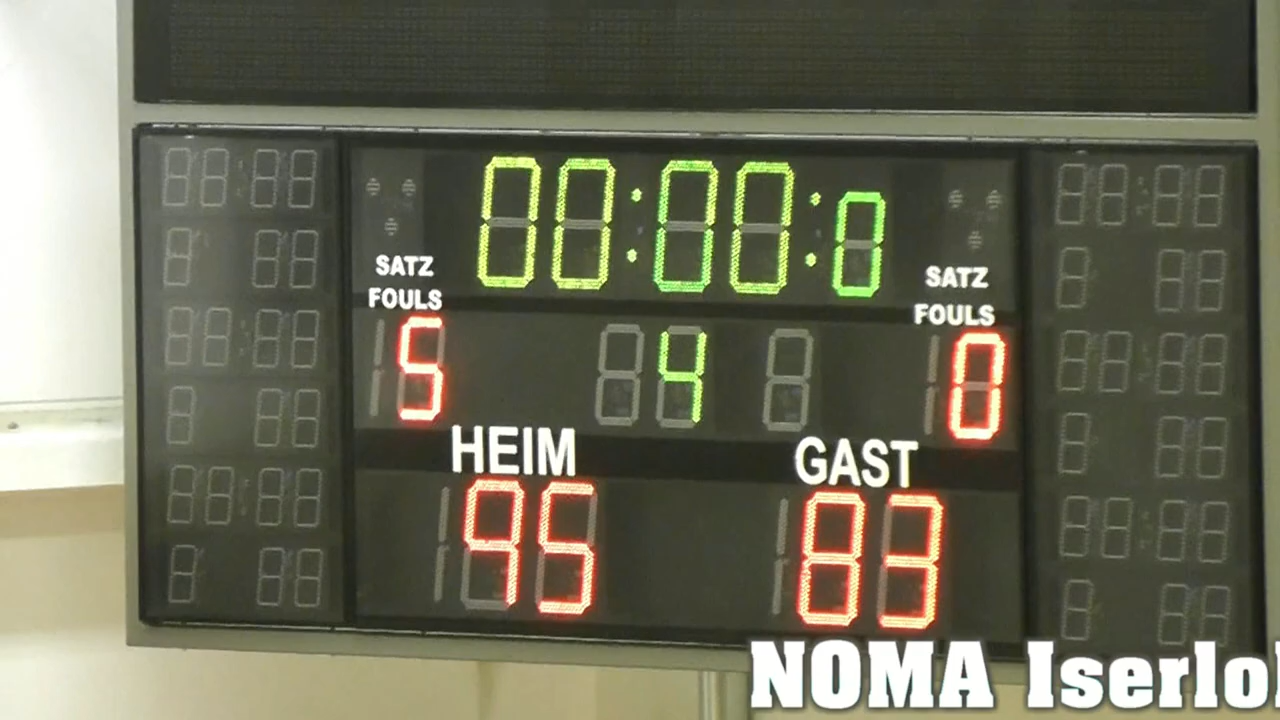 00:00:0
SATZ
FOULS
SATZ
FOULS
5 4 0
HEIM GAST
95 83
NOMA Iserlo